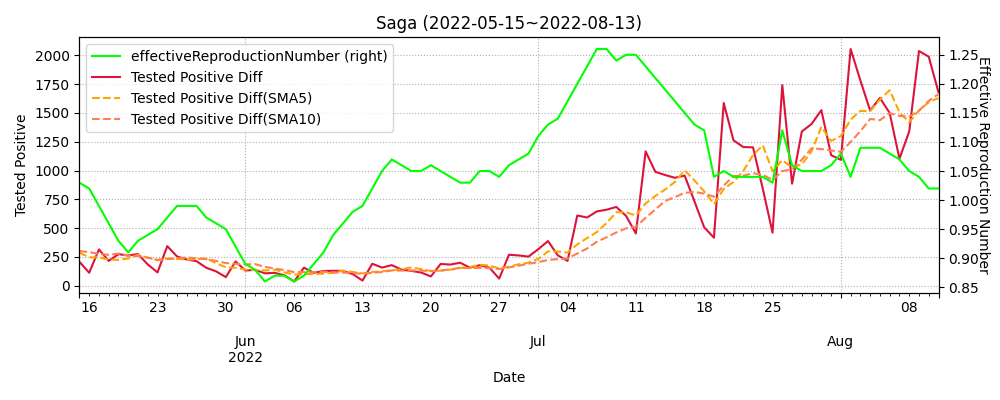 Saga (2022-05-15~2022-08-13)
effectiveReproductionNumber (right)
Tested Positive Diff
Tested Positive Diff(SMA5)
Tested Positive Diff(SMA10)
Tested Positive
2000
1750
1500
1250
1000
750
500
250
0
1.25
1.20
1.15
1.10
1.05
1.00
0.95
0.90
0.85
Effective Reproduction Number
16 23 30 06 13 20 27 04 11 18 25 08
Jun Jul Aug
2022
Date